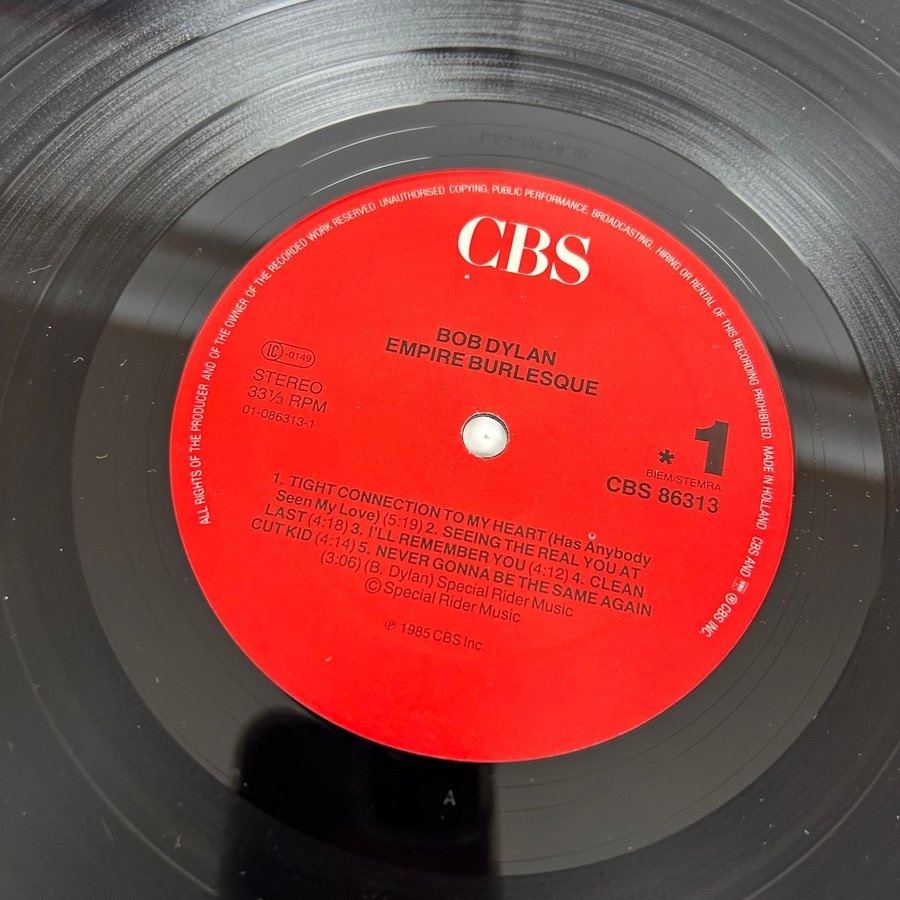 ALL RIGHTS OF THE PRODUCER AND OF THE OWNER OF THE RECORDED WORK RESERVED. UNAUTHORISED COPYING, PUBLIC PERFORMANCE, BROADCASTING, HIRING OR RENTAL OF THIS RECORDING PROHIBITED. MADE IN HOLLAND CBS AND ℗ CBS INC.
CBS
BOB DYLAN
EMPIRE BURLESQUE
LC -0149
STEREO
33⅓ RPM
01-086313-1
* 1
BIEM/STEMRA
CBS 86313
1. TIGHT CONNECTION TO MY HEART (Has Anybody
Seen My Love) (5:19) 2. SEEING THE REAL YOU AT
LAST (4:18) 3. I'LL REMEMBER YOU (4:12) 4. CLEAN
CUT KID (4:14) 5. NEVER GONNA BE THE SAME AGAIN
(3:06) (B. Dylan) Special Rider Music
© Special Rider Music
℗ 1985 CBS Inc.
A